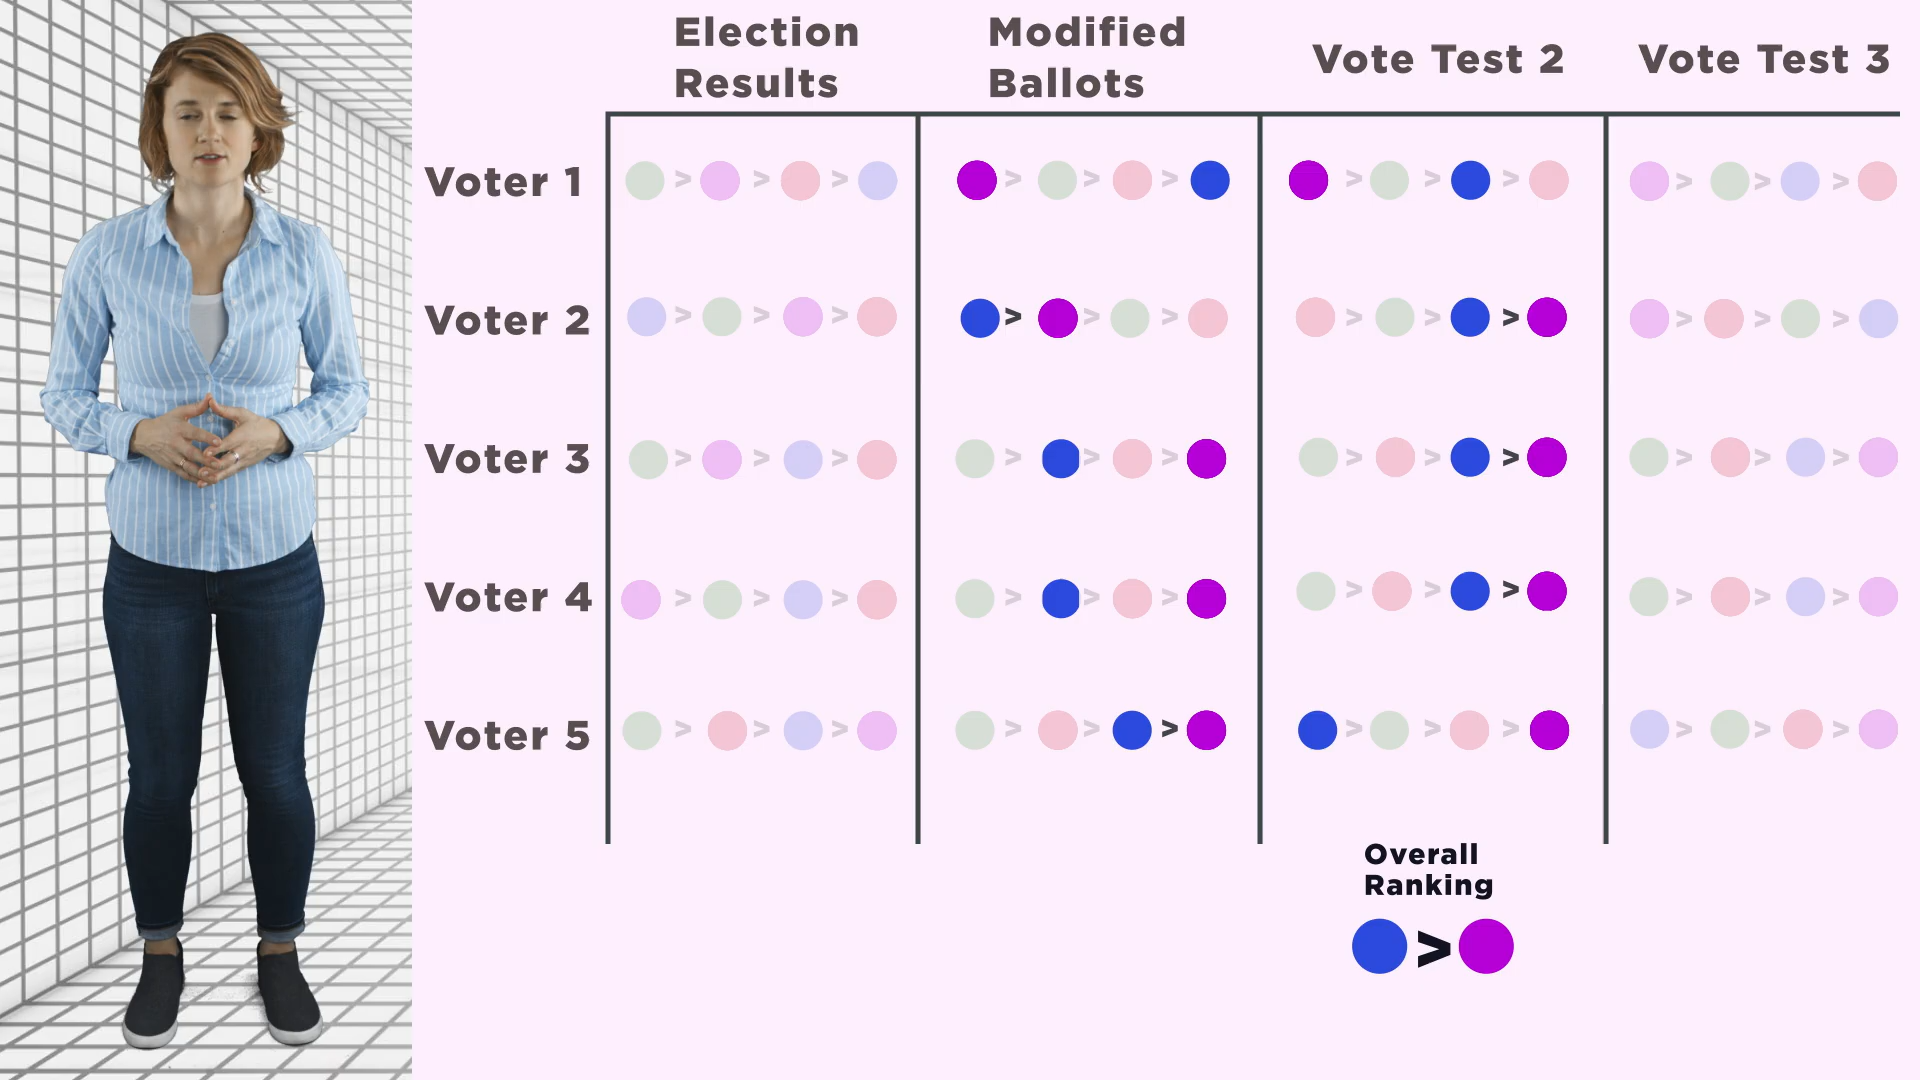 Election
Results
Modified
Ballots
Vote Test 2
Vote Test 3
Voter 1 > > > > > > > > > > > >
Voter 2 > > > > > > > > > > > >
Voter 3 > > > > > > > > > > > >
Voter 4 > > > > > > > > > > > >
Voter 5 > > > > > > > > > > > >
Overall
Ranking
>